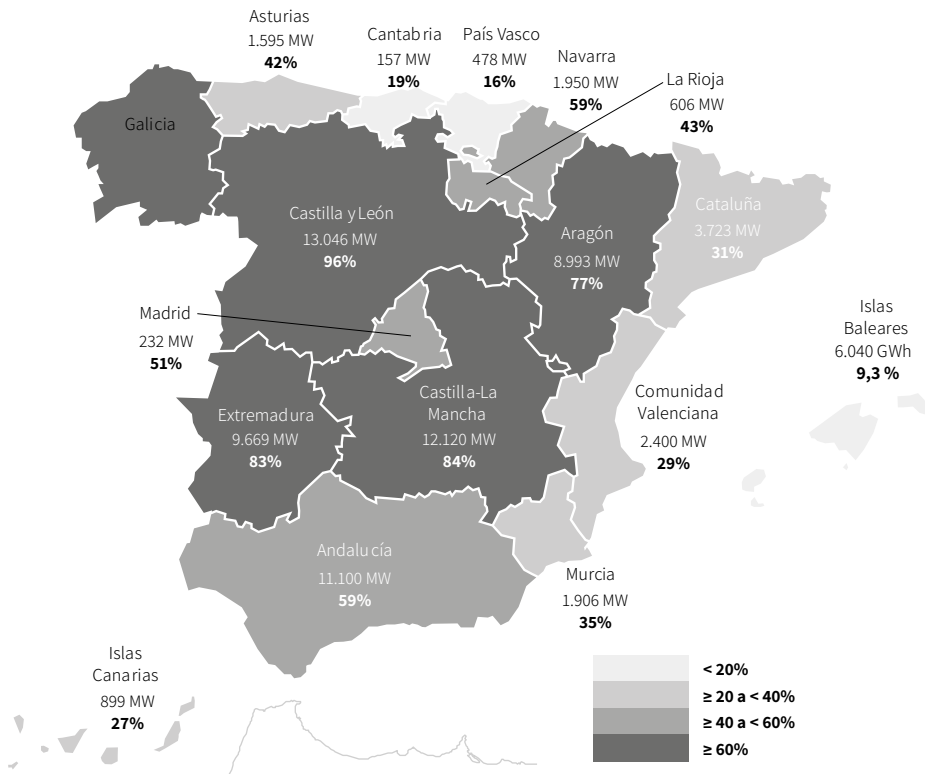 Asturias
1.595 MW
42%
Cantabria
157 MW
19%
País Vasco
478 MW
16%
Navarra
1.950 MW
59%
La Rioja
606 MW
43%
Galicia
Castilla y León
13.046 MW
96%
Aragón
8.993 MW
77%
Cataluña
3.723 MW
31%
Madrid
232 MW
51%
Islas
Baleares
6.040 GWh
9,3 %
Extremadura
9.669 MW
83%
Castilla-La
Mancha
12.120 MW
84%
Comunidad
Valenciana
2.400 MW
29%
Andalucía
11.100 MW
59%
Murcia
1.906 MW
35%
Islas
Canarias
899 MW
27%
< 20%
≥ 20 a < 40%
≥ 40 a < 60%
≥ 60%